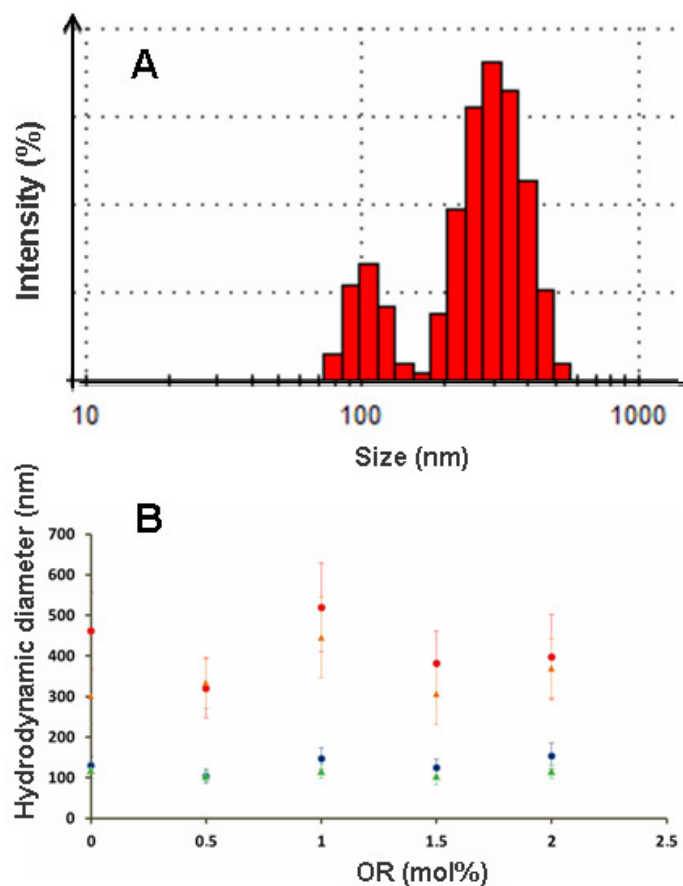 A
Intensity (%)
10 100 1000
Size (nm)
B
Hydrodynamic diameter (nm)
700
600
500
400
300
200
100
0
0 0.5 1 1.5 2 2.5
OR (mol%)